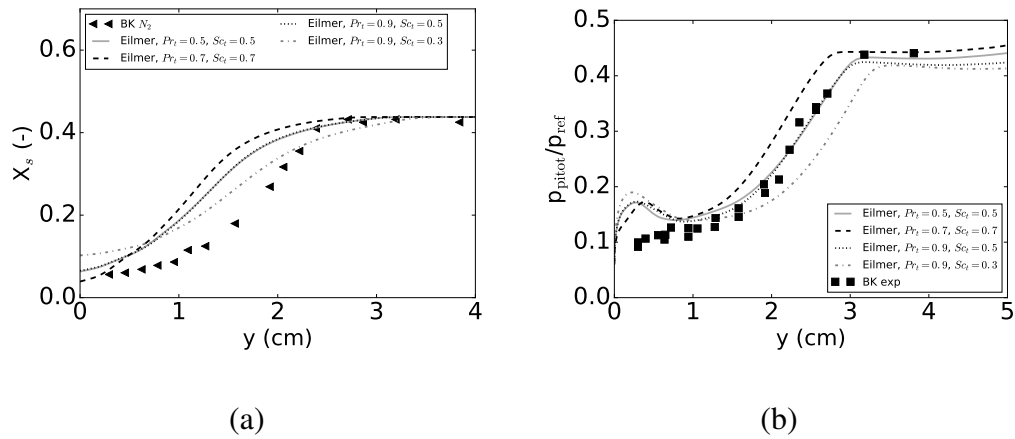 BK N₂
Eilmer, Prₜ = 0.5, Scₜ = 0.5
Eilmer, Prₜ = 0.7, Scₜ = 0.7
Eilmer, Prₜ = 0.9, Scₜ = 0.5
Eilmer, Prₜ = 0.9, Scₜ = 0.3
0.6
0.4
0.2
0.0
Xₛ (-)
0 1 2 3 4
y (cm)
(a)
0.5
0.4
0.3
0.2
0.1
0.0
p_pitot/p_ref
Eilmer, Prₜ = 0.5, Scₜ = 0.5
Eilmer, Prₜ = 0.7, Scₜ = 0.7
Eilmer, Prₜ = 0.9, Scₜ = 0.5
Eilmer, Prₜ = 0.9, Scₜ = 0.3
BK exp
0 1 2 3 4 5
y (cm)
(b)